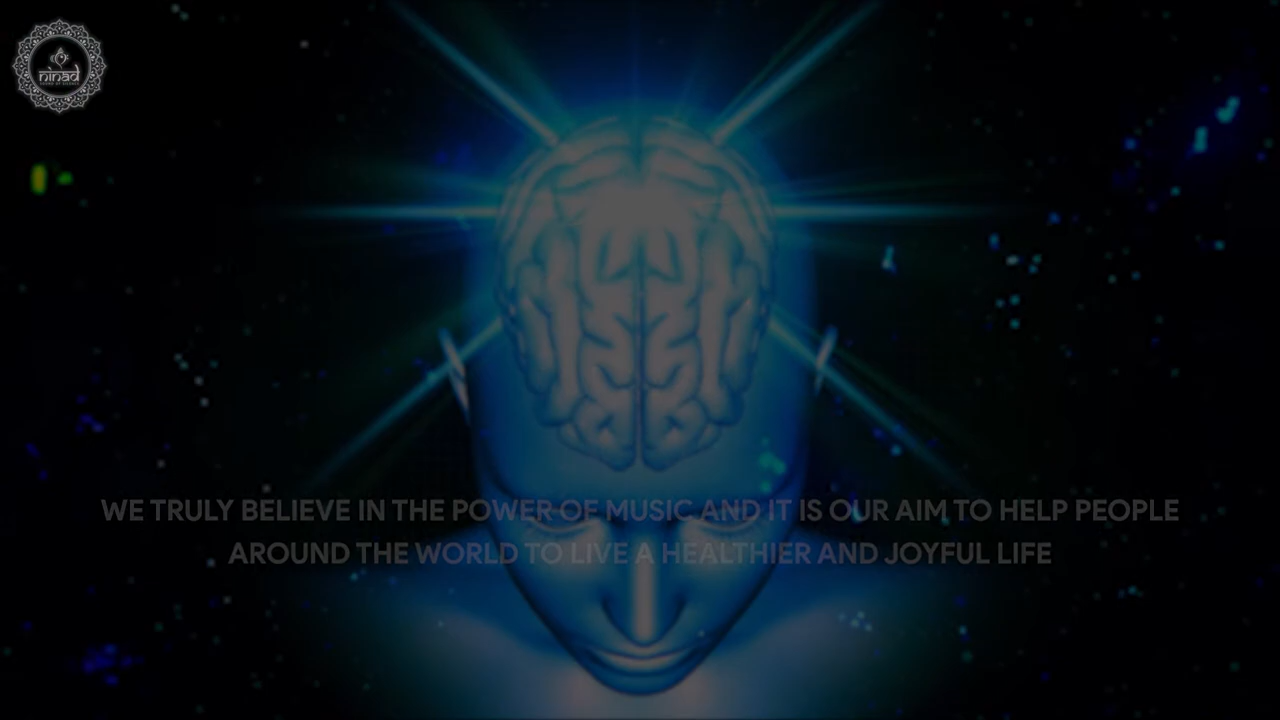 ninad
WE TRULY BELIEVE IN THE POWER OF MUSIC AND IT IS OUR AIM TO HELP PEOPLE
AROUND THE WORLD TO LIVE A HEALTHIER AND JOYFUL LIFE